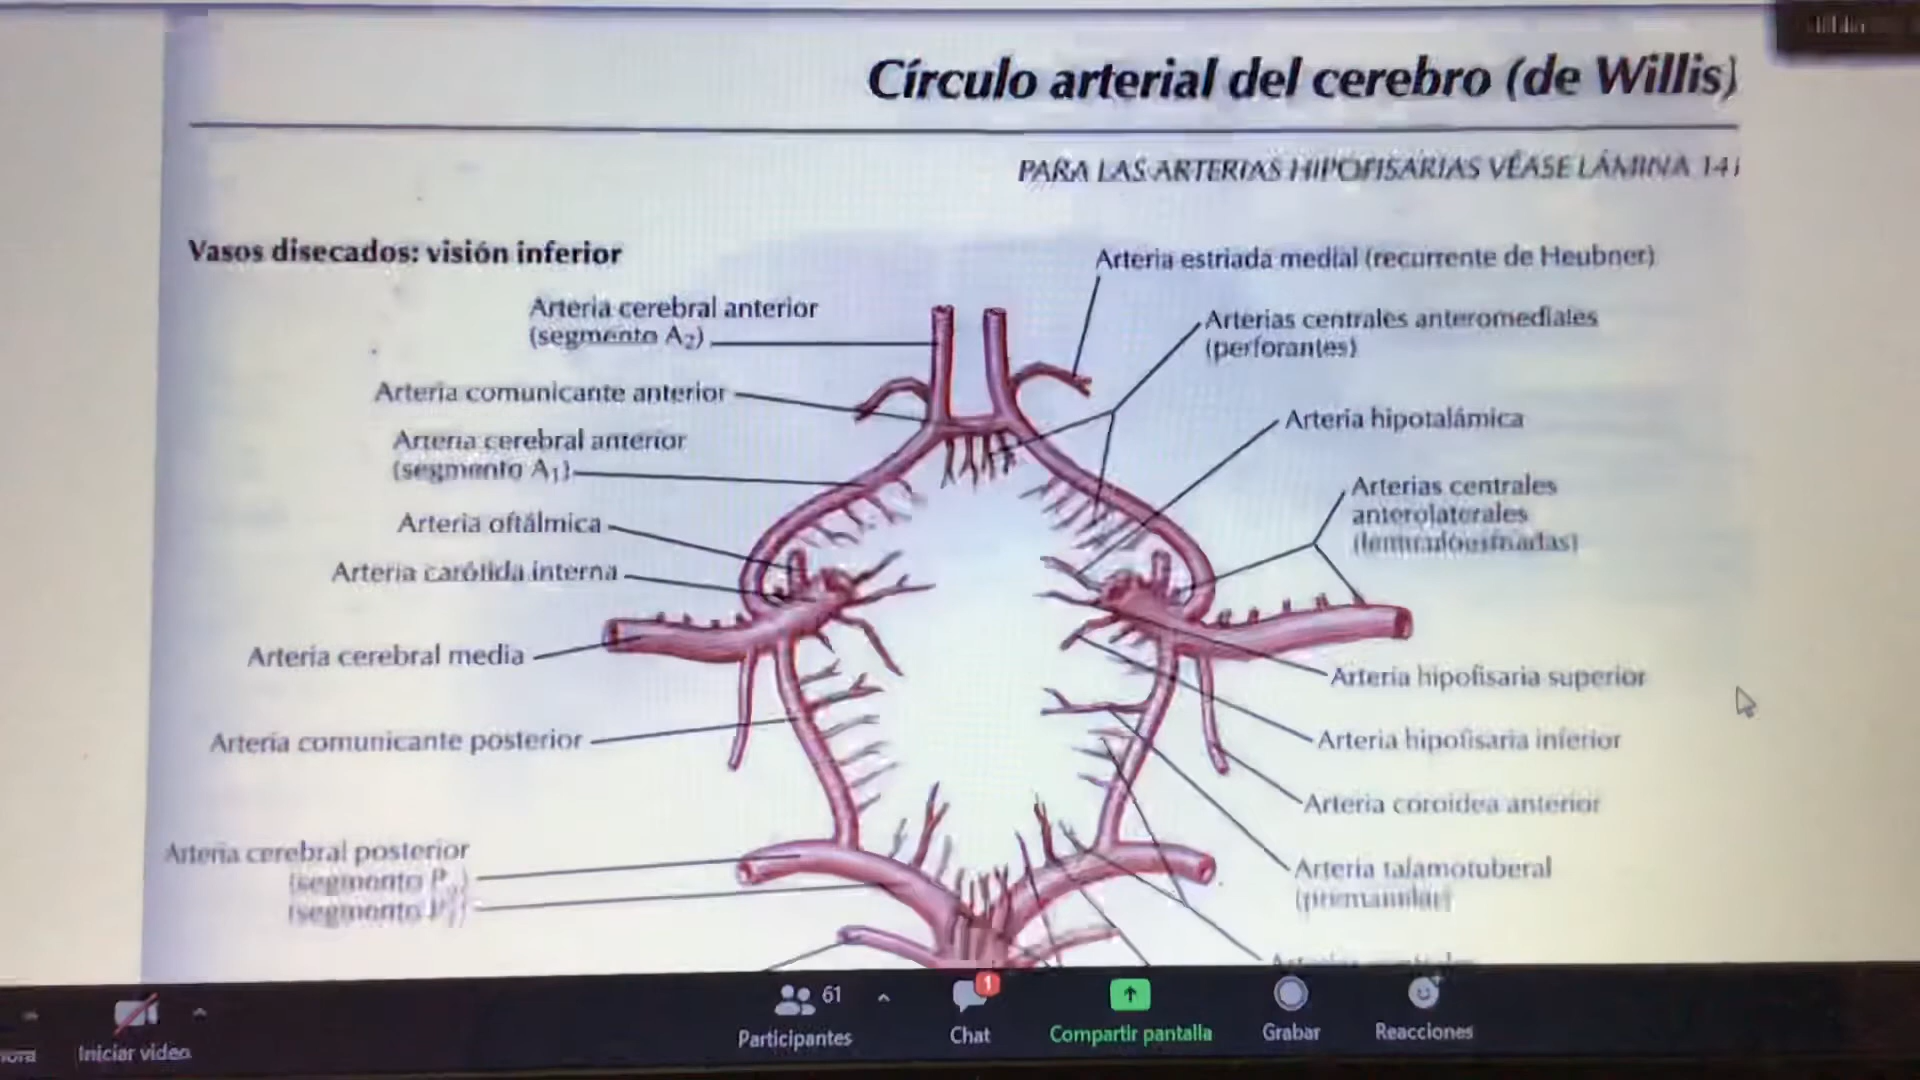 Círculo arterial del cerebro (de Willis)
PARA LAS ARTERIAS HIPOFISARIAS VÉASE LÁMINA 14
Vasos disecados: visión inferior
Arteria estriada medial (recurrente de Heubner)
Arteria cerebral anterior
(segmento A2)
Arterias centrales anteromediales
(perforantes)
Arteria comunicante anterior
Arteria hipotalámica
Arteria cerebral anterior
(segmento A1)
Arterias centrales
anterolaterales
Arteria oftálmica
Arteria carótida interna
Arteria cerebral media
Arteria hipofisaria superior
Arteria comunicante posterior
Arteria hipofisaria inferior
Arteria coroidea anterior
Arteria cerebral posterior
(segmento
(segmento
Arteria talamotuberal
Iniciar video
61
Participantes
1
Chat
Compartir pantalla
Grabar
Reacciones